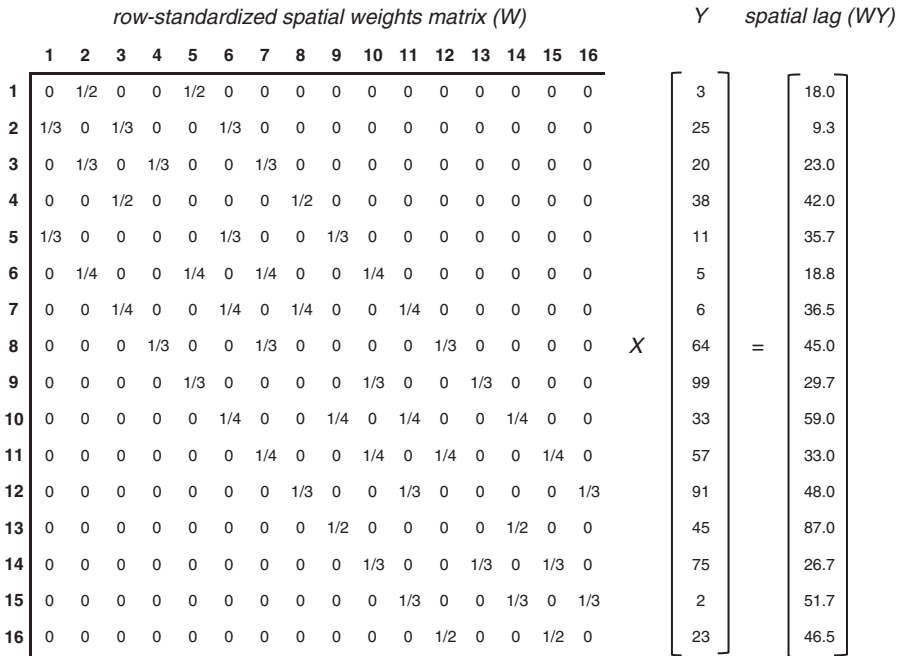 row-standardized spatial weights matrix (W) Y spatial lag (WY)
1 2 3 4 5 6 7 8 9 10 11 12 13 14 15 16
1 0 1/2 0 0 1/2 0 0 0 0 0 0 0 0 0 0 0 3 18.0
2 1/3 0 1/3 0 0 1/3 0 0 0 0 0 0 0 0 0 0 25 9.3
3 0 1/3 0 1/3 0 0 1/3 0 0 0 0 0 0 0 0 0 20 23.0
4 0 0 1/2 0 0 0 0 1/2 0 0 0 0 0 0 0 0 38 42.0
5 1/3 0 0 0 0 1/3 0 0 1/3 0 0 0 0 0 0 0 11 35.7
6 0 1/4 0 0 1/4 0 1/4 0 0 1/4 0 0 0 0 0 0 5 18.8
7 0 0 1/4 0 0 1/4 0 1/4 0 0 1/4 0 0 0 0 0 6 36.5
8 0 0 0 1/3 0 0 1/3 0 0 0 0 1/3 0 0 0 0 X 64 = 45.0
9 0 0 0 0 1/3 0 0 0 0 1/3 0 0 1/3 0 0 0 99 29.7
10 0 0 0 0 0 1/4 0 0 1/4 0 1/4 0 0 1/4 0 0 33 59.0
11 0 0 0 0 0 0 1/4 0 0 1/4 0 1/4 0 0 1/4 0 57 33.0
12 0 0 0 0 0 0 0 1/3 0 0 1/3 0 0 0 0 1/3 91 48.0
13 0 0 0 0 0 0 0 0 1/2 0 0 0 0 1/2 0 0 45 87.0
14 0 0 0 0 0 0 0 0 0 1/3 0 0 1/3 0 1/3 0 75 26.7
15 0 0 0 0 0 0 0 0 0 0 1/3 0 0 1/3 0 1/3 2 51.7
16 0 0 0 0 0 0 0 0 0 0 0 1/2 0 0 1/2 0 23 46.5